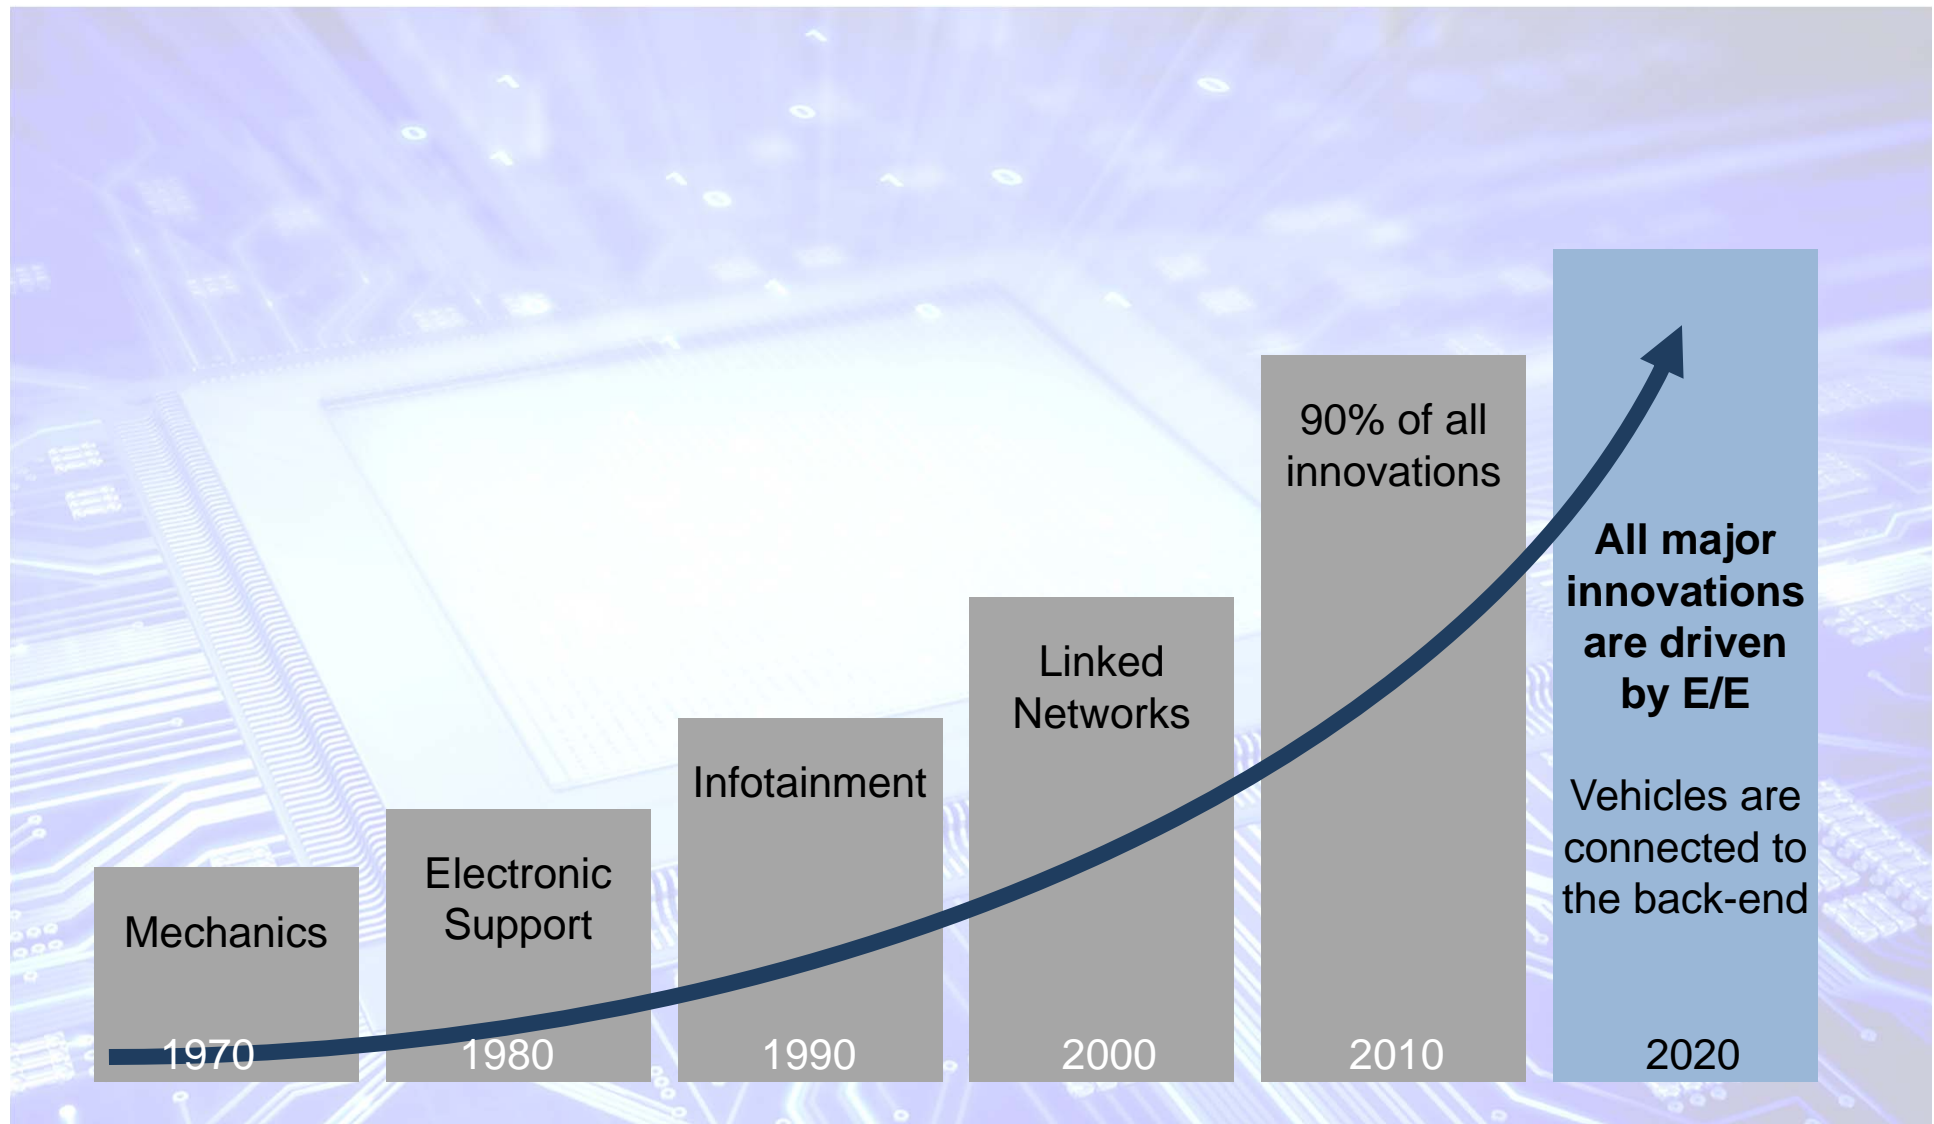 90% of all
innovations
All major
innovations
are driven
by E/E
Linked
Networks
Infotainment
Vehicles are
connected to
the back-end
Electronic
Support
Mechanics
1970
1980
1990
2000
2010
2020